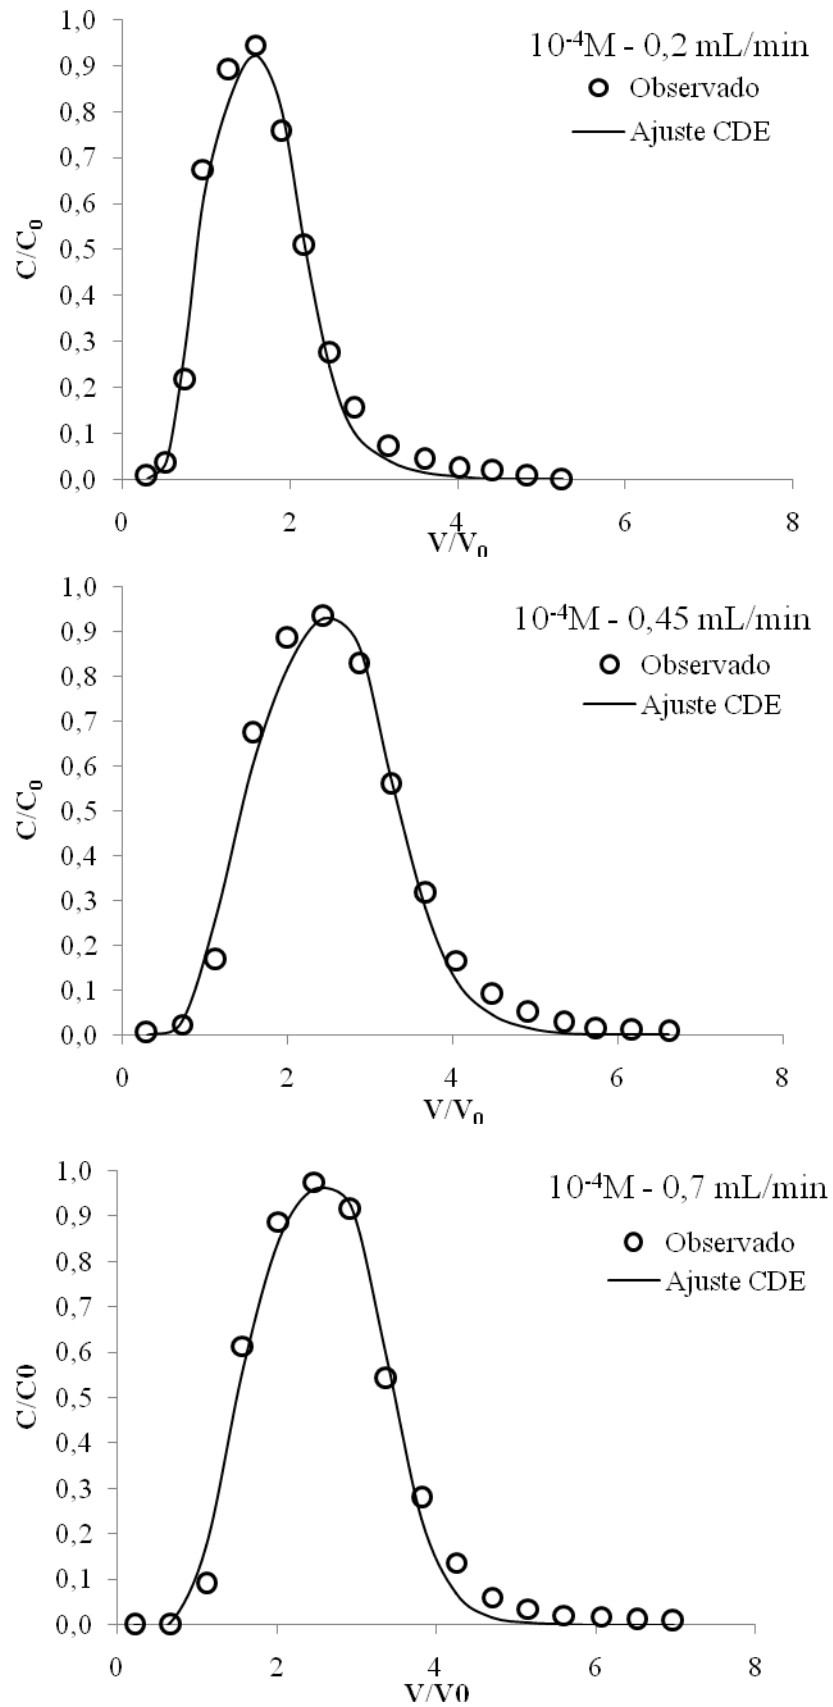 10⁻⁴M - 0,2 mL/min
Observado
Ajuste CDE
C/C₀
1,0
0,9
0,8
0,7
0,6
0,5
0,4
0,3
0,2
0,1
0,0
0 2 4 6 8
V/V₀
10⁻⁴M - 0,45 mL/min
Observado
Ajuste CDE
C/C₀
1,0
0,9
0,8
0,7
0,6
0,5
0,4
0,3
0,2
0,1
0,0
0 2 4 6 8
V/V₀
10⁻⁴M - 0,7 mL/min
Observado
Ajuste CDE
C/C0
1,0
0,9
0,8
0,7
0,6
0,5
0,4
0,3
0,2
0,1
0,0
0 2 4 6 8
V/V0